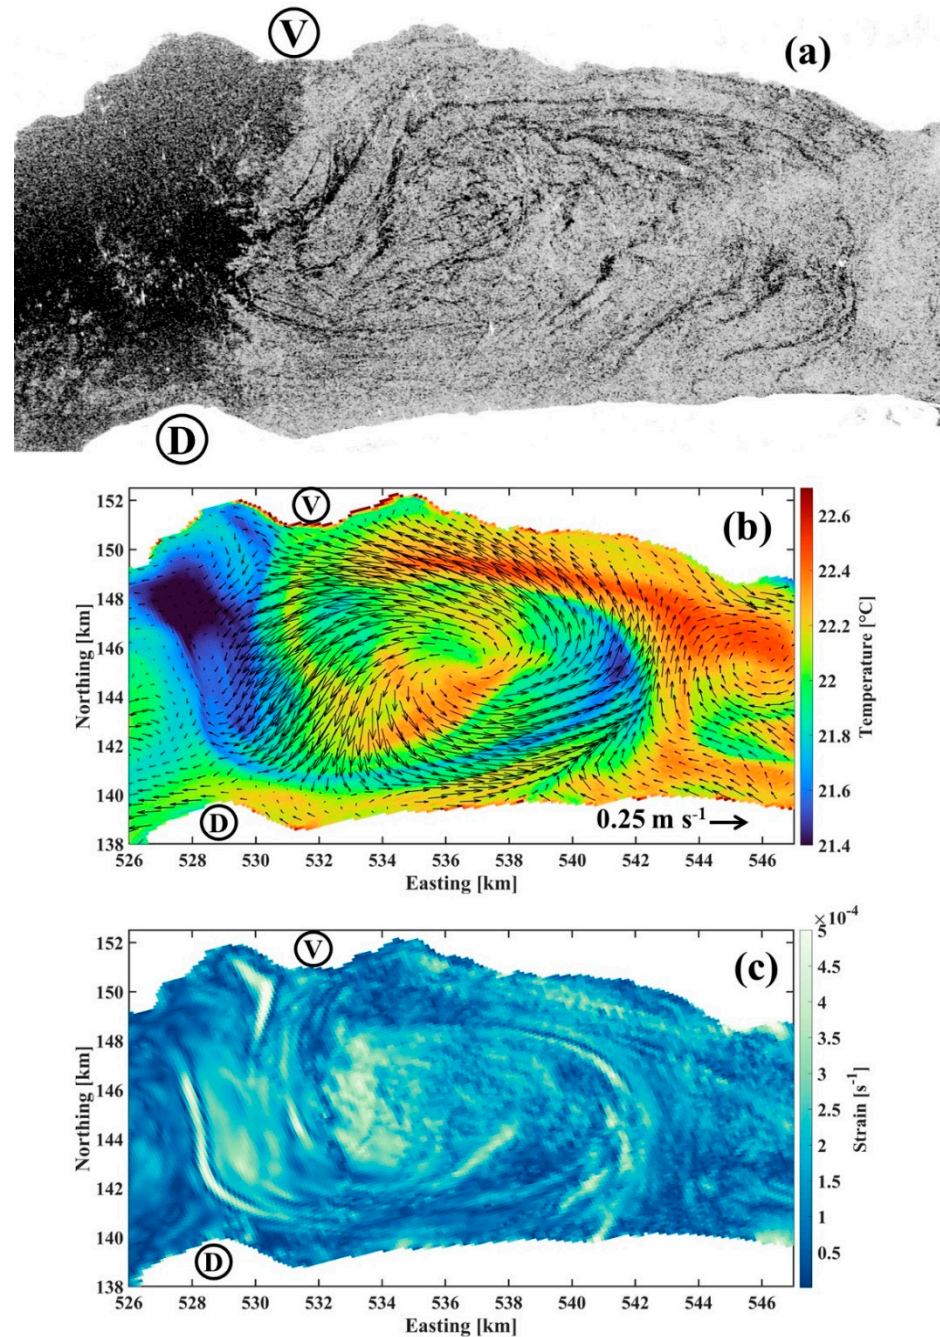 V
(a)
D
152
150
148
146
144
142
140
138
Northing [km]
V
(b)
D
0.25 m s⁻¹
526 528 530 532 534 536 538 540 542 544 546
Easting [km]
22.6
22.4
22.2
22
21.8
21.6
21.4
Temperature [°C]
152
150
148
146
144
142
140
138
Northing [km]
V
(c)
D
526 528 530 532 534 536 538 540 542 544 546
Easting [km]
×10⁻⁴
5
4.5
4
3.5
3
2.5
2
1.5
1
0.5
Strain [s⁻¹]